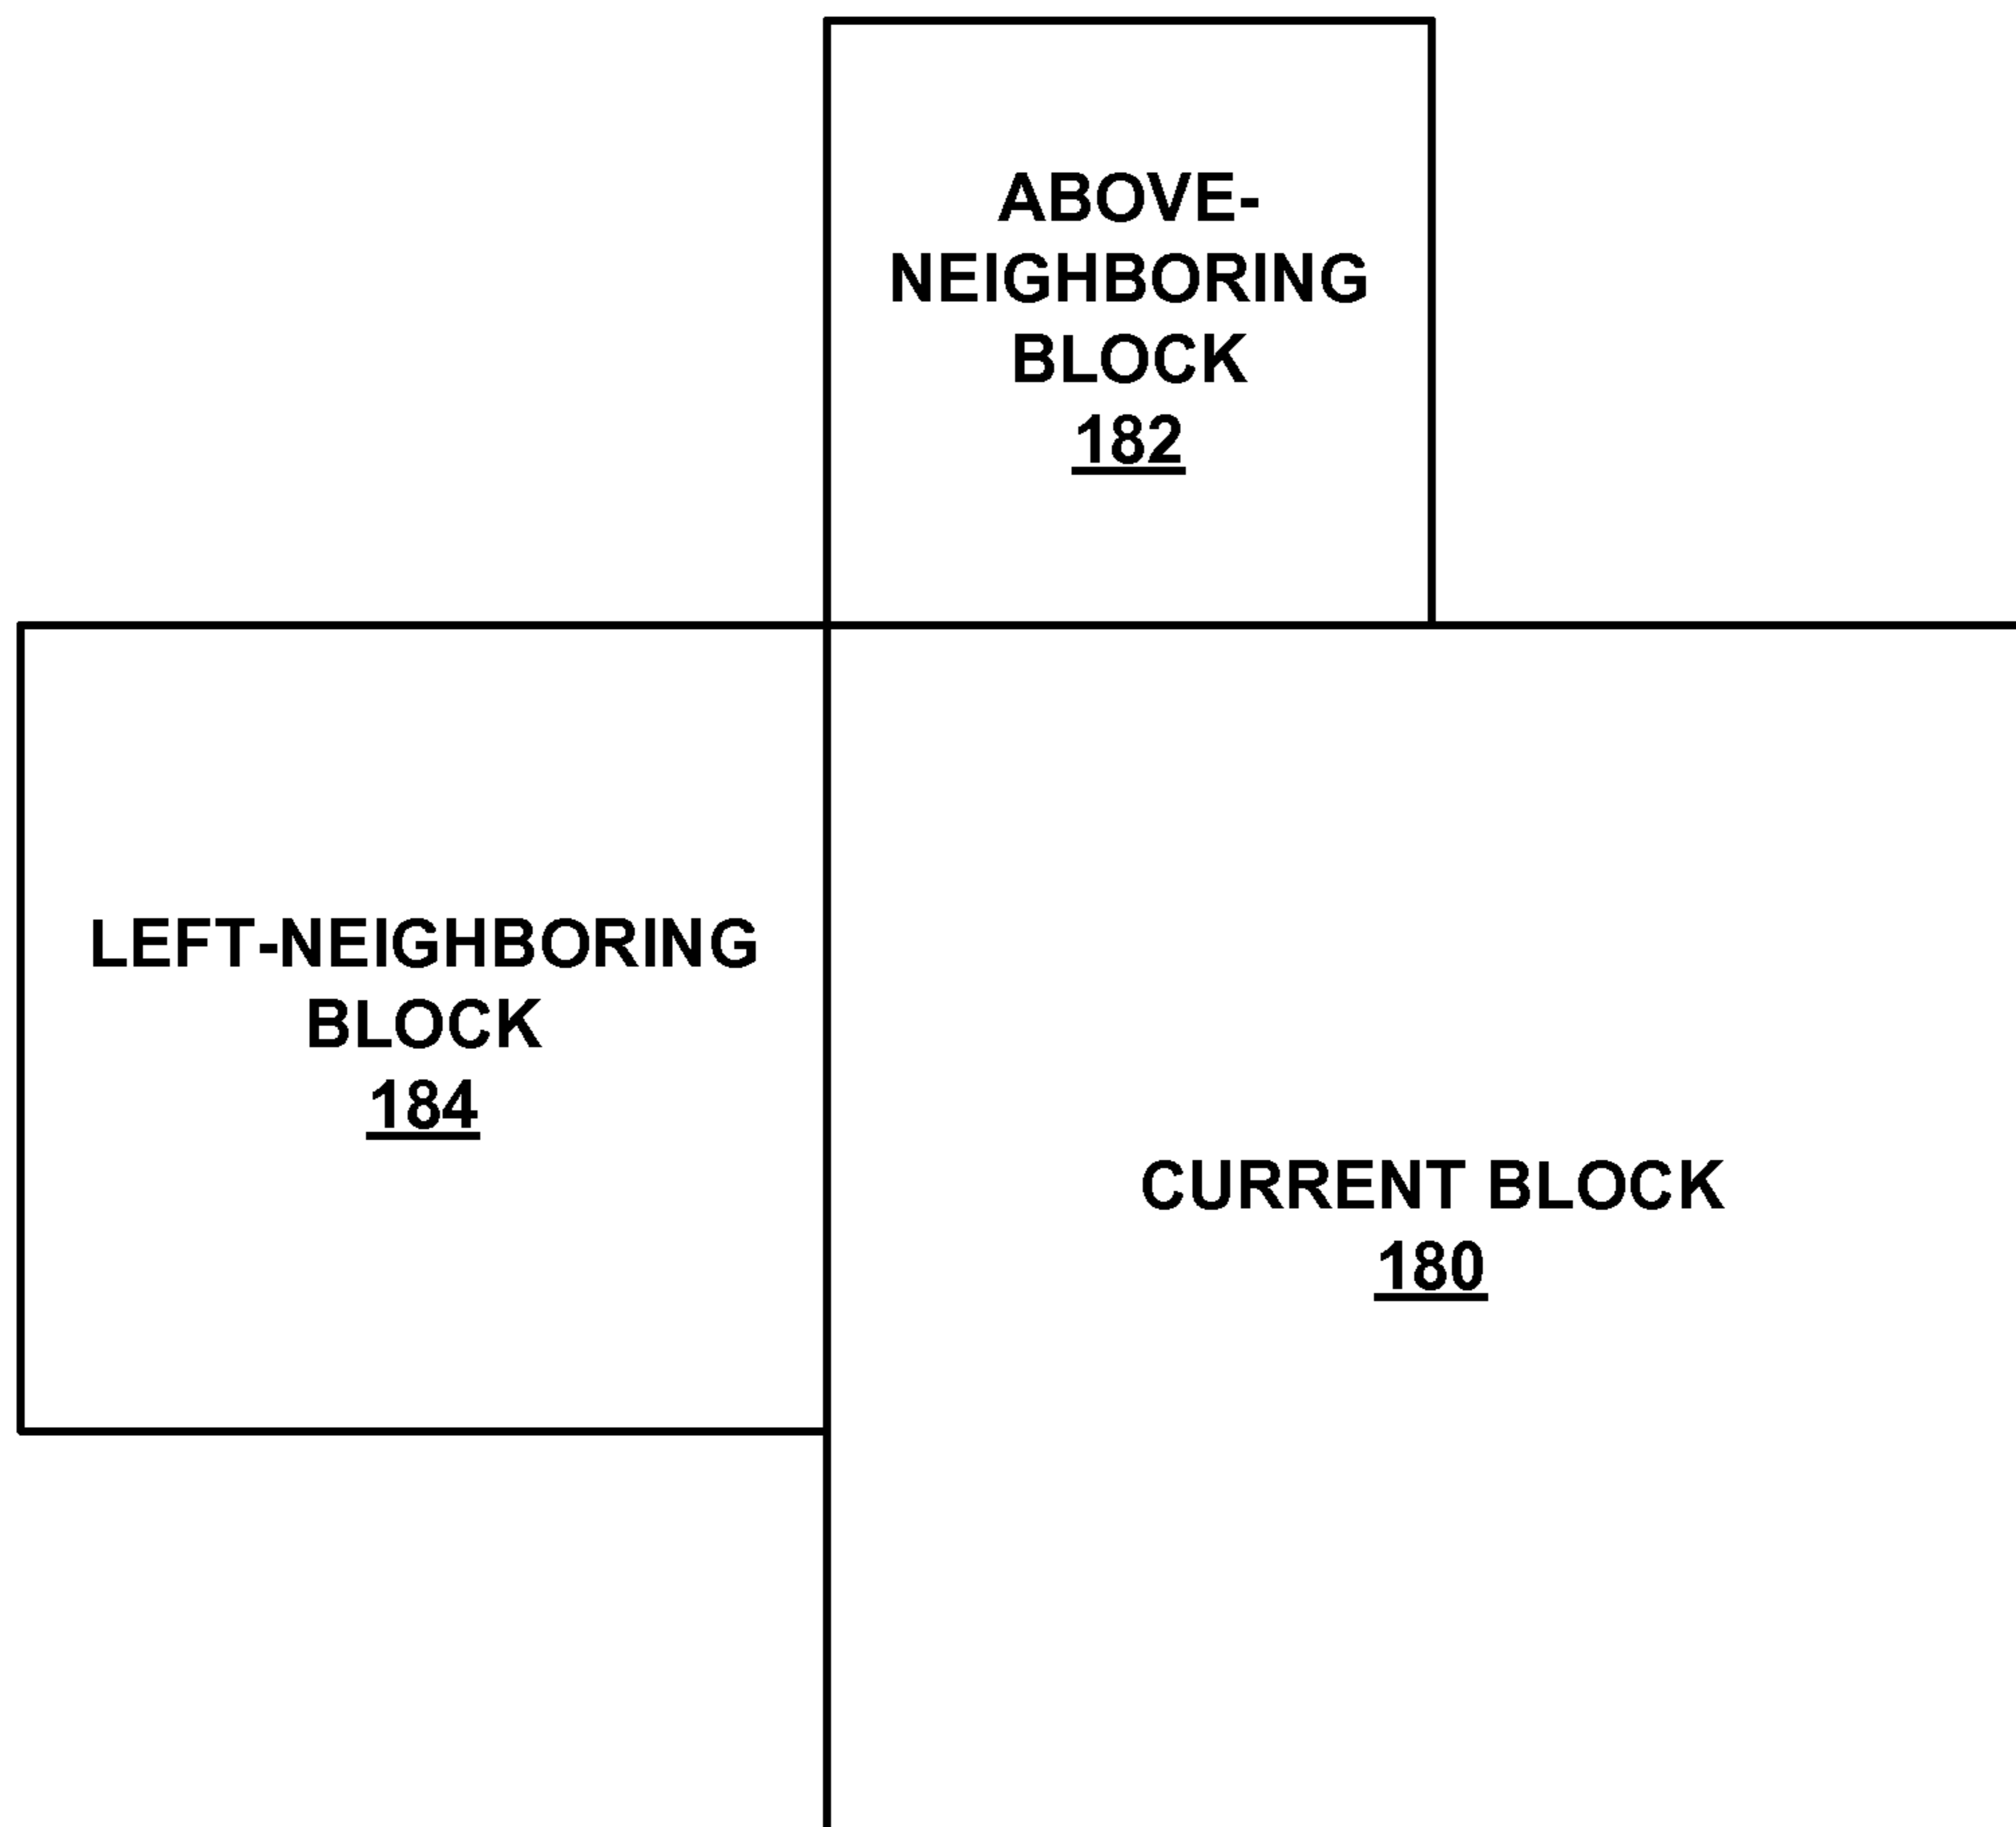 ABOVE-
NEIGHBORING
BLOCK
182
LEFT-NEIGHBORING
BLOCK
184
CURRENT BLOCK
180